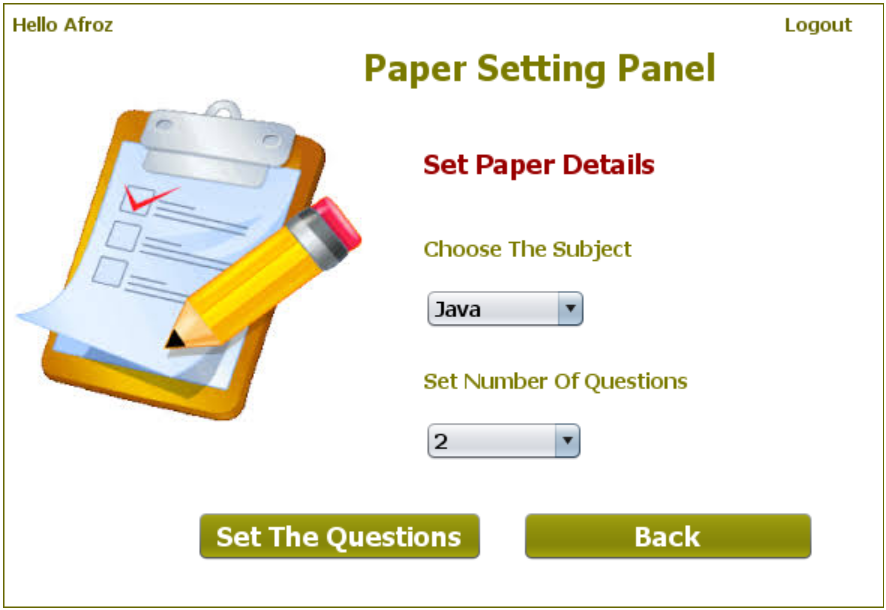 Hello Afroz
Logout
Paper Setting Panel
Set Paper Details
Choose The Subject
Java
Set Number Of Questions
2
Set The Questions
Back